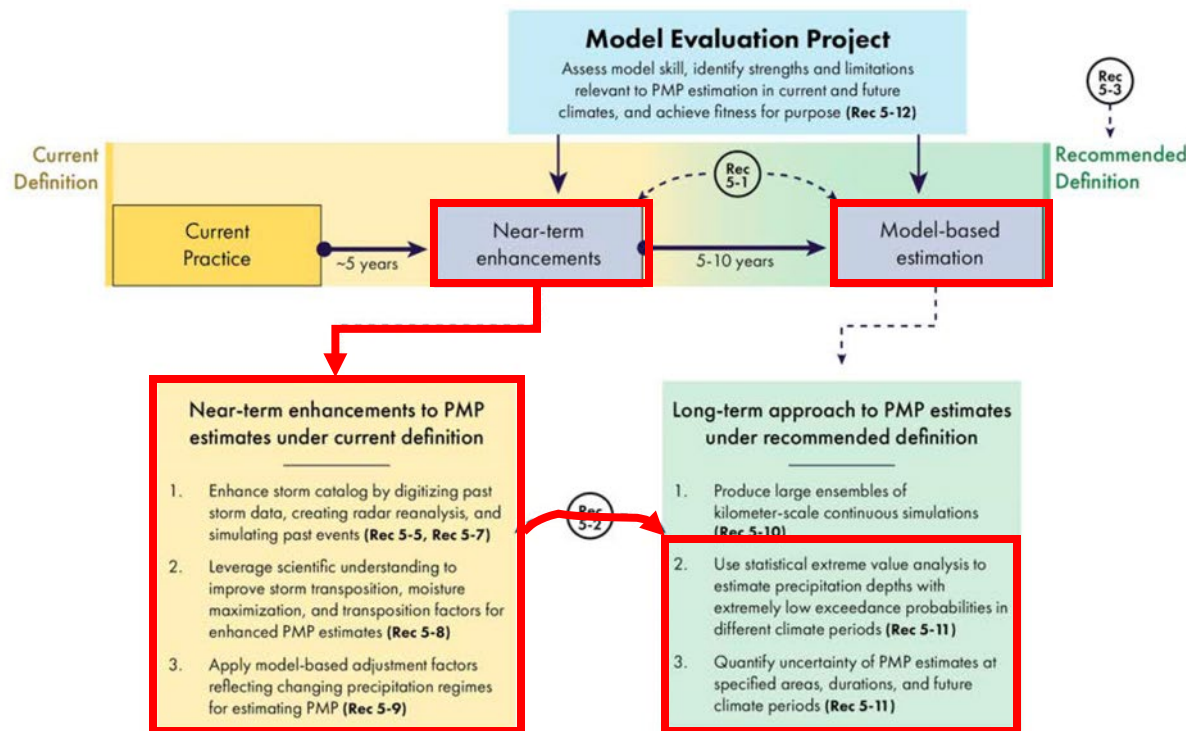 Model Evaluation Project
Assess model skill, identify strengths and limitations
relevant to PMP estimation in current and future
climates, and achieve fitness for purpose (Rec 5-12)
Rec
5-3
Current
Definition
Rec
5-1
Recommended
Definition
Current
Practice
~5 years
Near-term
enhancements
5-10 years
Model-based
estimation
Near-term enhancements to PMP
estimates under current definition
1. Enhance storm catalog by digitizing past
storm data, creating radar reanalysis, and
simulating past events (Rec 5-5, Rec 5-7)
2. Leverage scientific understanding to
improve storm transposition, moisture
maximization, and transposition factors for
enhanced PMP estimates (Rec 5-8)
3. Apply model-based adjustment factors
reflecting changing precipitation regimes
for estimating PMP (Rec 5-9)
Rec
5-2
Long-term approach to PMP estimates
under recommended definition
1. Produce large ensembles of
kilometer-scale continuous simulations
(Rec 5-10)
2. Use statistical extreme value analysis to
estimate precipitation depths with
extremely low exceedance probabilities in
different climate periods (Rec 5-11)
3. Quantify uncertainty of PMP estimates at
specified areas, durations, and future
climate periods (Rec 5-11)